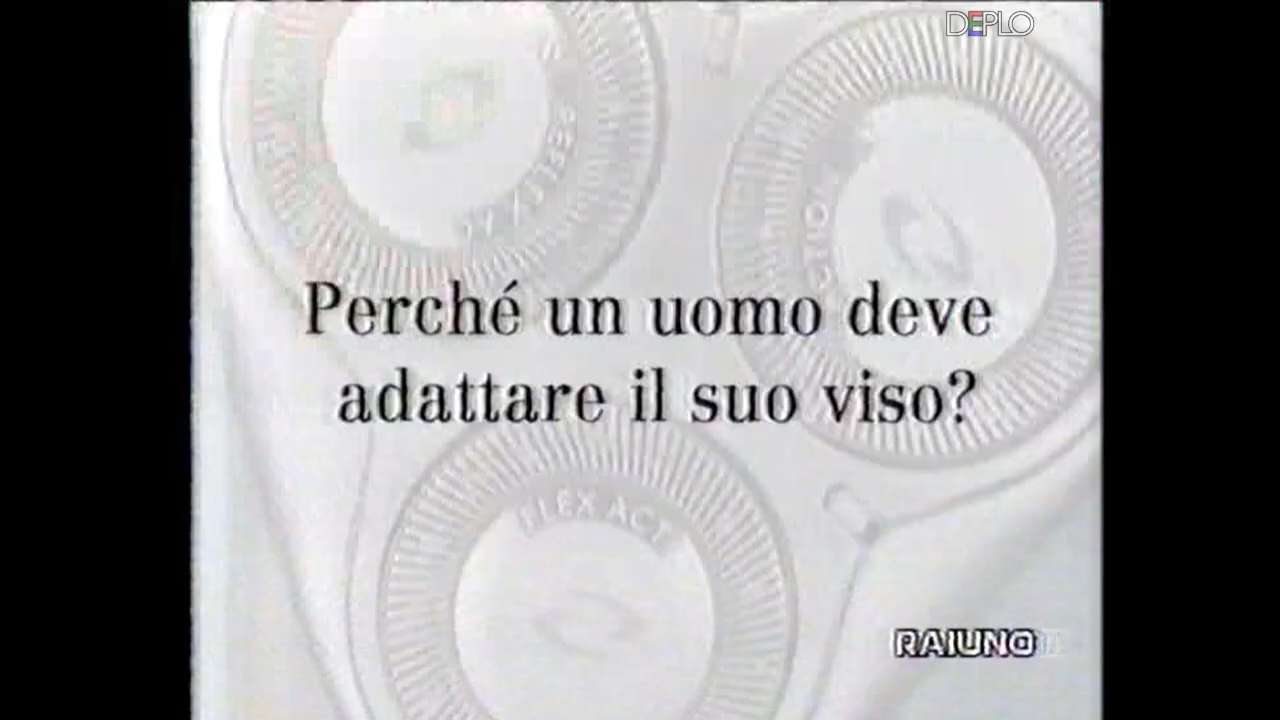 DEPLO
Perché un uomo deve
adattare il suo viso?
FLEX ACT
RAIUNO